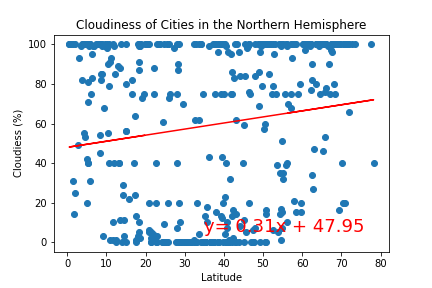 Cloudiness of Cities in the Northern Hemisphere
Cloudiess (%)
100
80
60
40
20
0
y= 0.31x + 47.95
0 10 20 30 40 50 60 70 80
Latitude